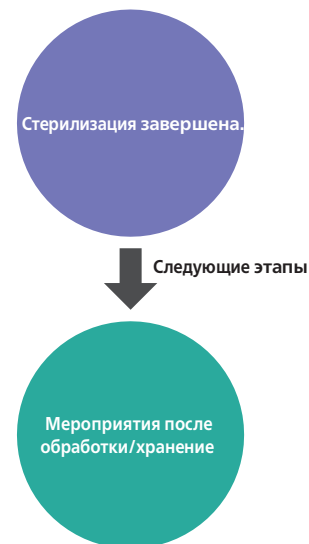 Стерилизация завершена.
Следующие этапы
Мероприятия после
обработки/хранение